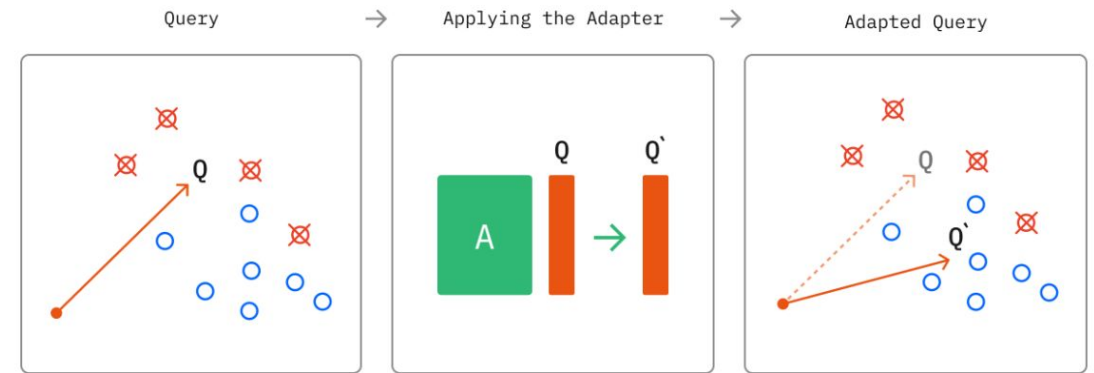 Query → Applying the Adapter → Adapted Query
Q
A Q → Q`
Q
Q`